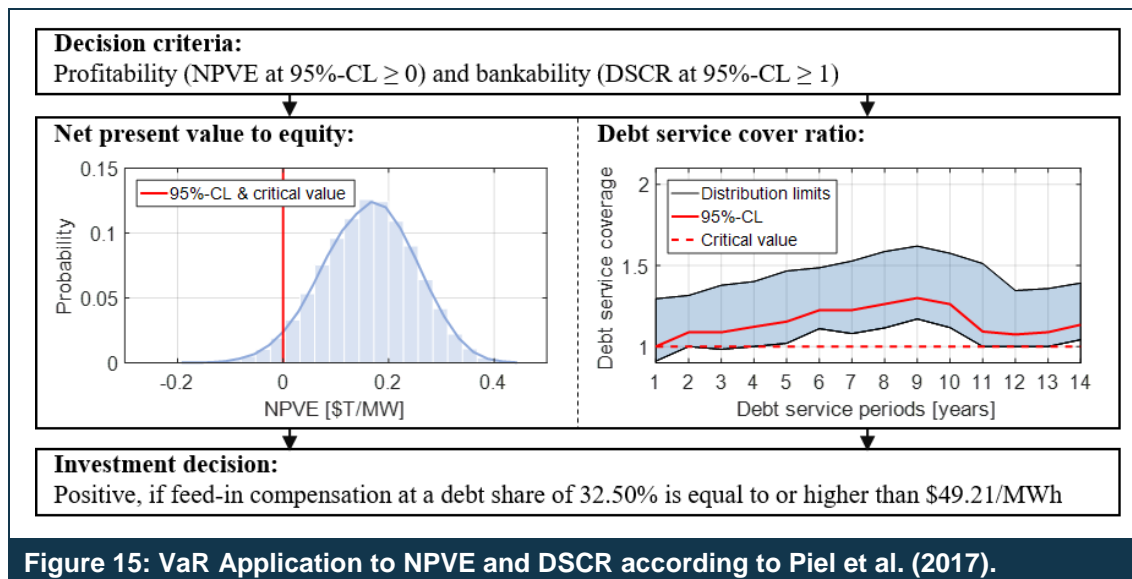 Decision criteria:
Profitability (NPVE at 95%-CL ≥ 0) and bankability (DSCR at 95%-CL ≥ 1)
Net present value to equity:
0.15
0.1
0.05
0
Probability
95%-CL & critical value
-0.2
0
0.2
0.4
NPVE [$T/MW]
Debt service cover ratio:
2
1.5
1
Debt service coverage
Distribution limits
95%-CL
Critical value
1 2 3 4 5 6 7 8 9 10 11 12 13 14
Debt service periods [years]
Investment decision:
Positive, if feed-in compensation at a debt share of 32.50% is equal to or higher than $49.21/MWh
Figure 15: VaR Application to NPVE and DSCR according to Piel et al. (2017).